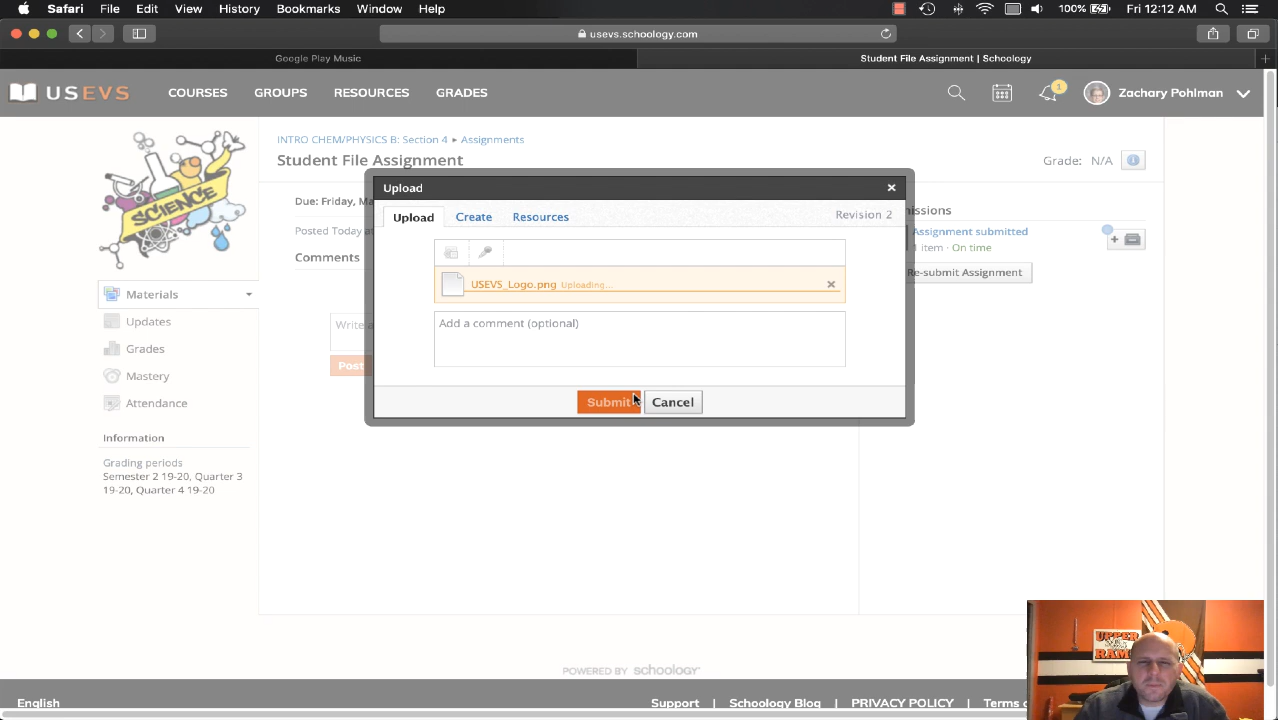 Safari File Edit View History Bookmarks Window Help 100% Fri 12:12 AM
usevs.schoology.com
Google Play Music Student File Assignment | Schoology
USEVS COURSES GROUPS RESOURCES GRADES 1 Zachary Pohlman
SCIENCE
INTRO CHEM/PHYSICS B: Section 4 ▸ Assignments
Student File Assignment
Grade: N/A
Due: Friday, Ma
Posted Today at
Comments
Write a
Post
Materials
Updates
Grades
Mastery
Attendance
Information
Grading periods
Semester 2 19-20, Quarter 3
19-20, Quarter 4 19-20
Upload
Upload Create Resources Revision 2
USEVS_Logo.png Uploading...
Add a comment (optional)
Submit Cancel
missions
Assignment submitted
1 item · On time
Re-submit Assignment
UPPER
POWERED BY schoology
English Support Schoology Blog PRIVACY POLICY Terms